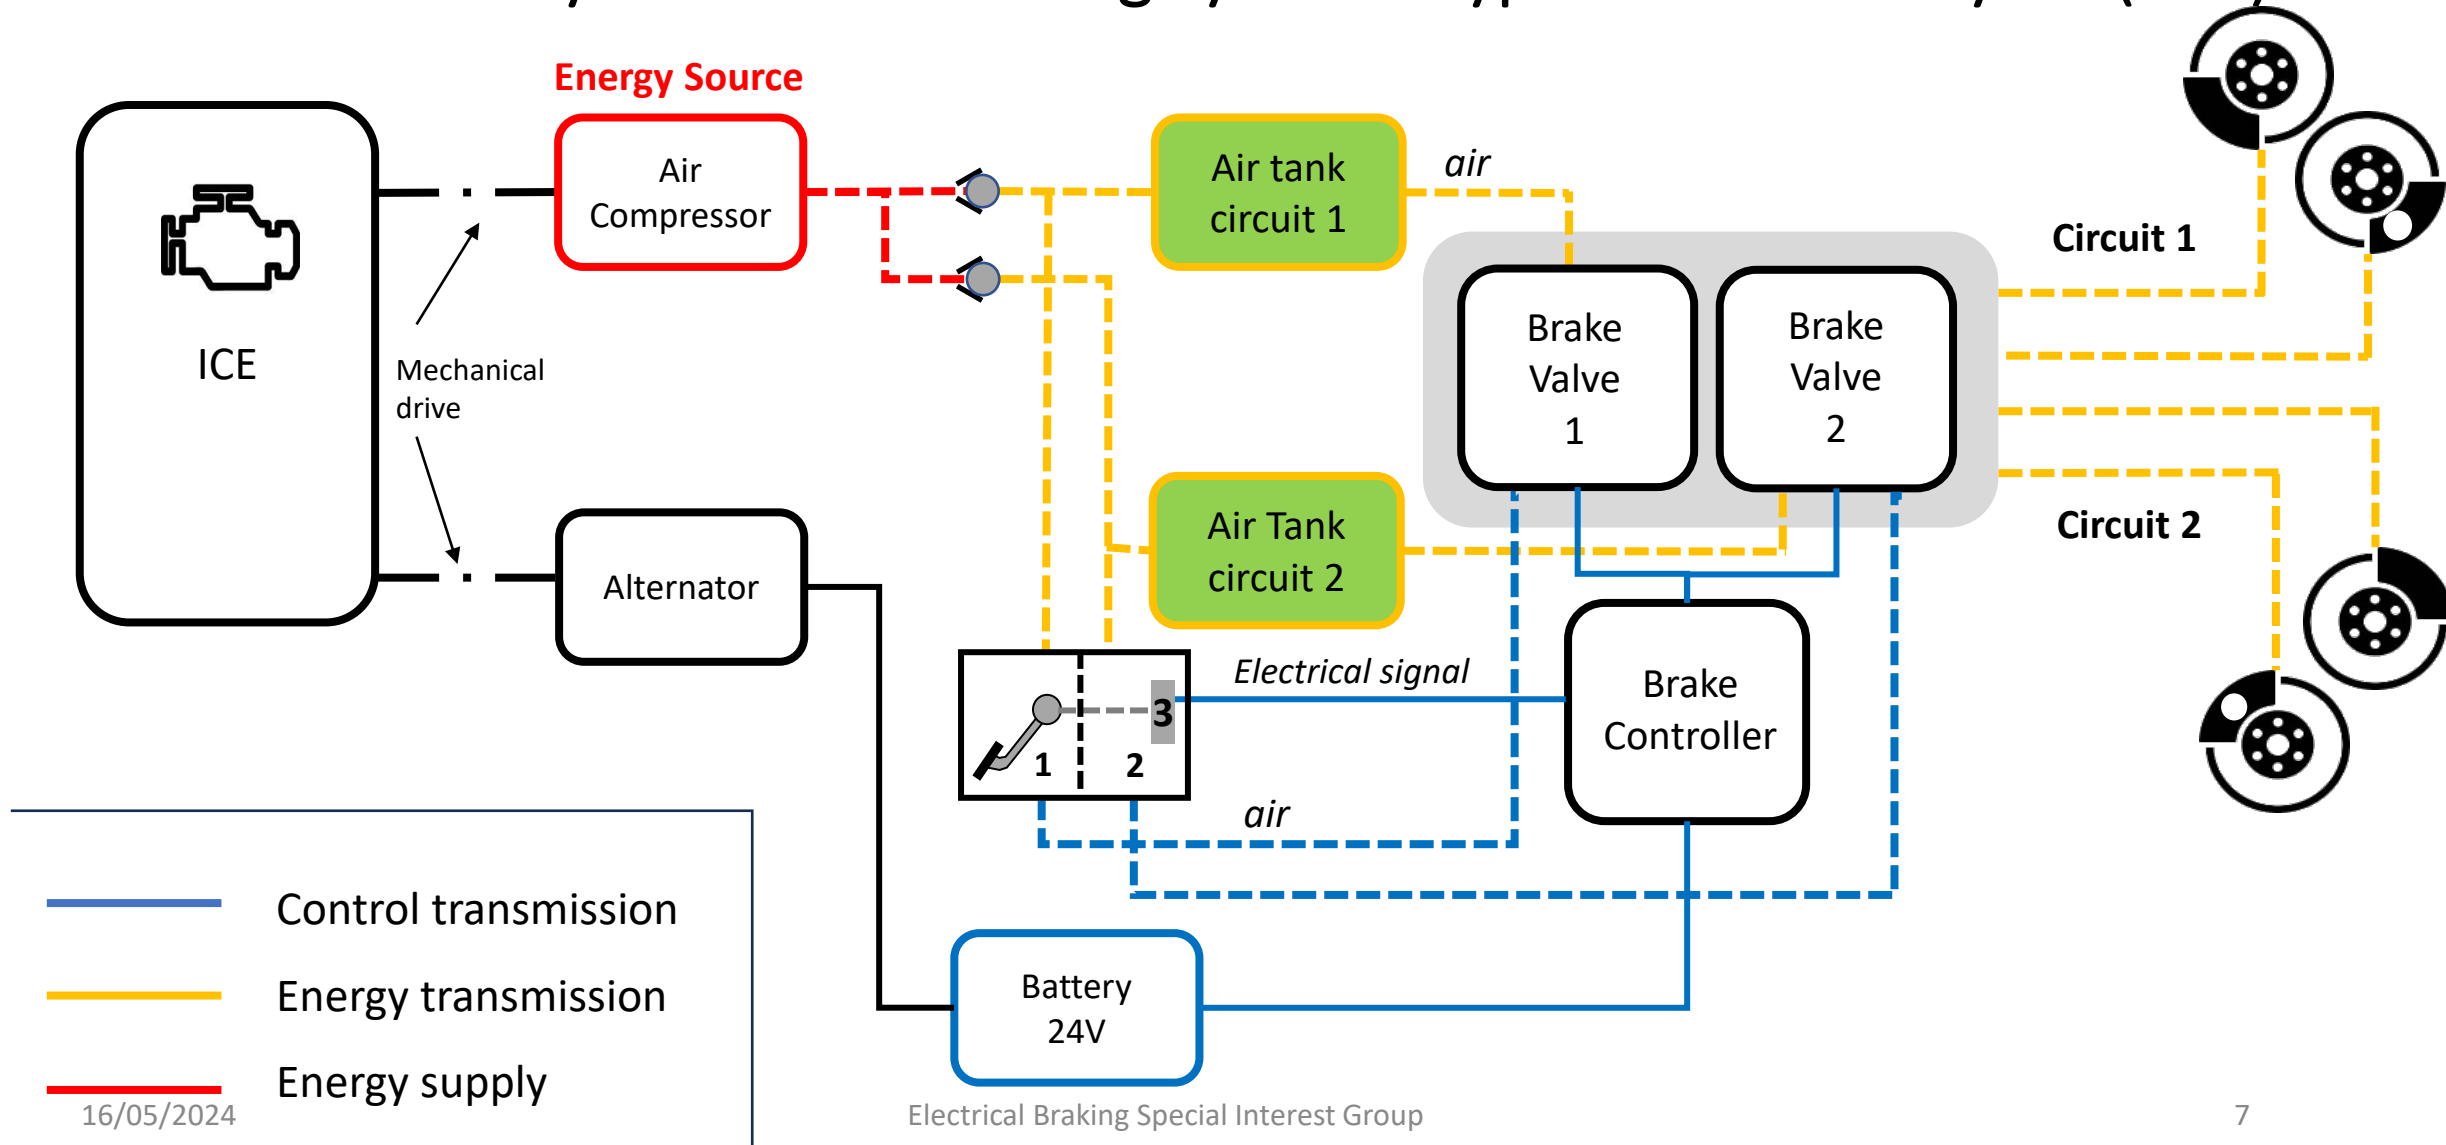 Energy Source
Air
Compressor
Air tank
circuit 1
air
Circuit 1
ICE
Mechanical
drive
Brake
Valve
1
Brake
Valve
2
Air Tank
circuit 2
Circuit 2
Alternator
Electrical signal
Brake
Controller
3
1
2
air
Control transmission
Energy transmission
Energy supply
Battery
24V
16/05/2024
Electrical Braking Special Interest Group
7